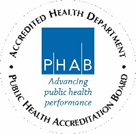 ACCREDITED HEALTH DEPARTMENT
PHAB
Advancing
public health
performance
PUBLIC HEALTH ACCREDITATION BOARD